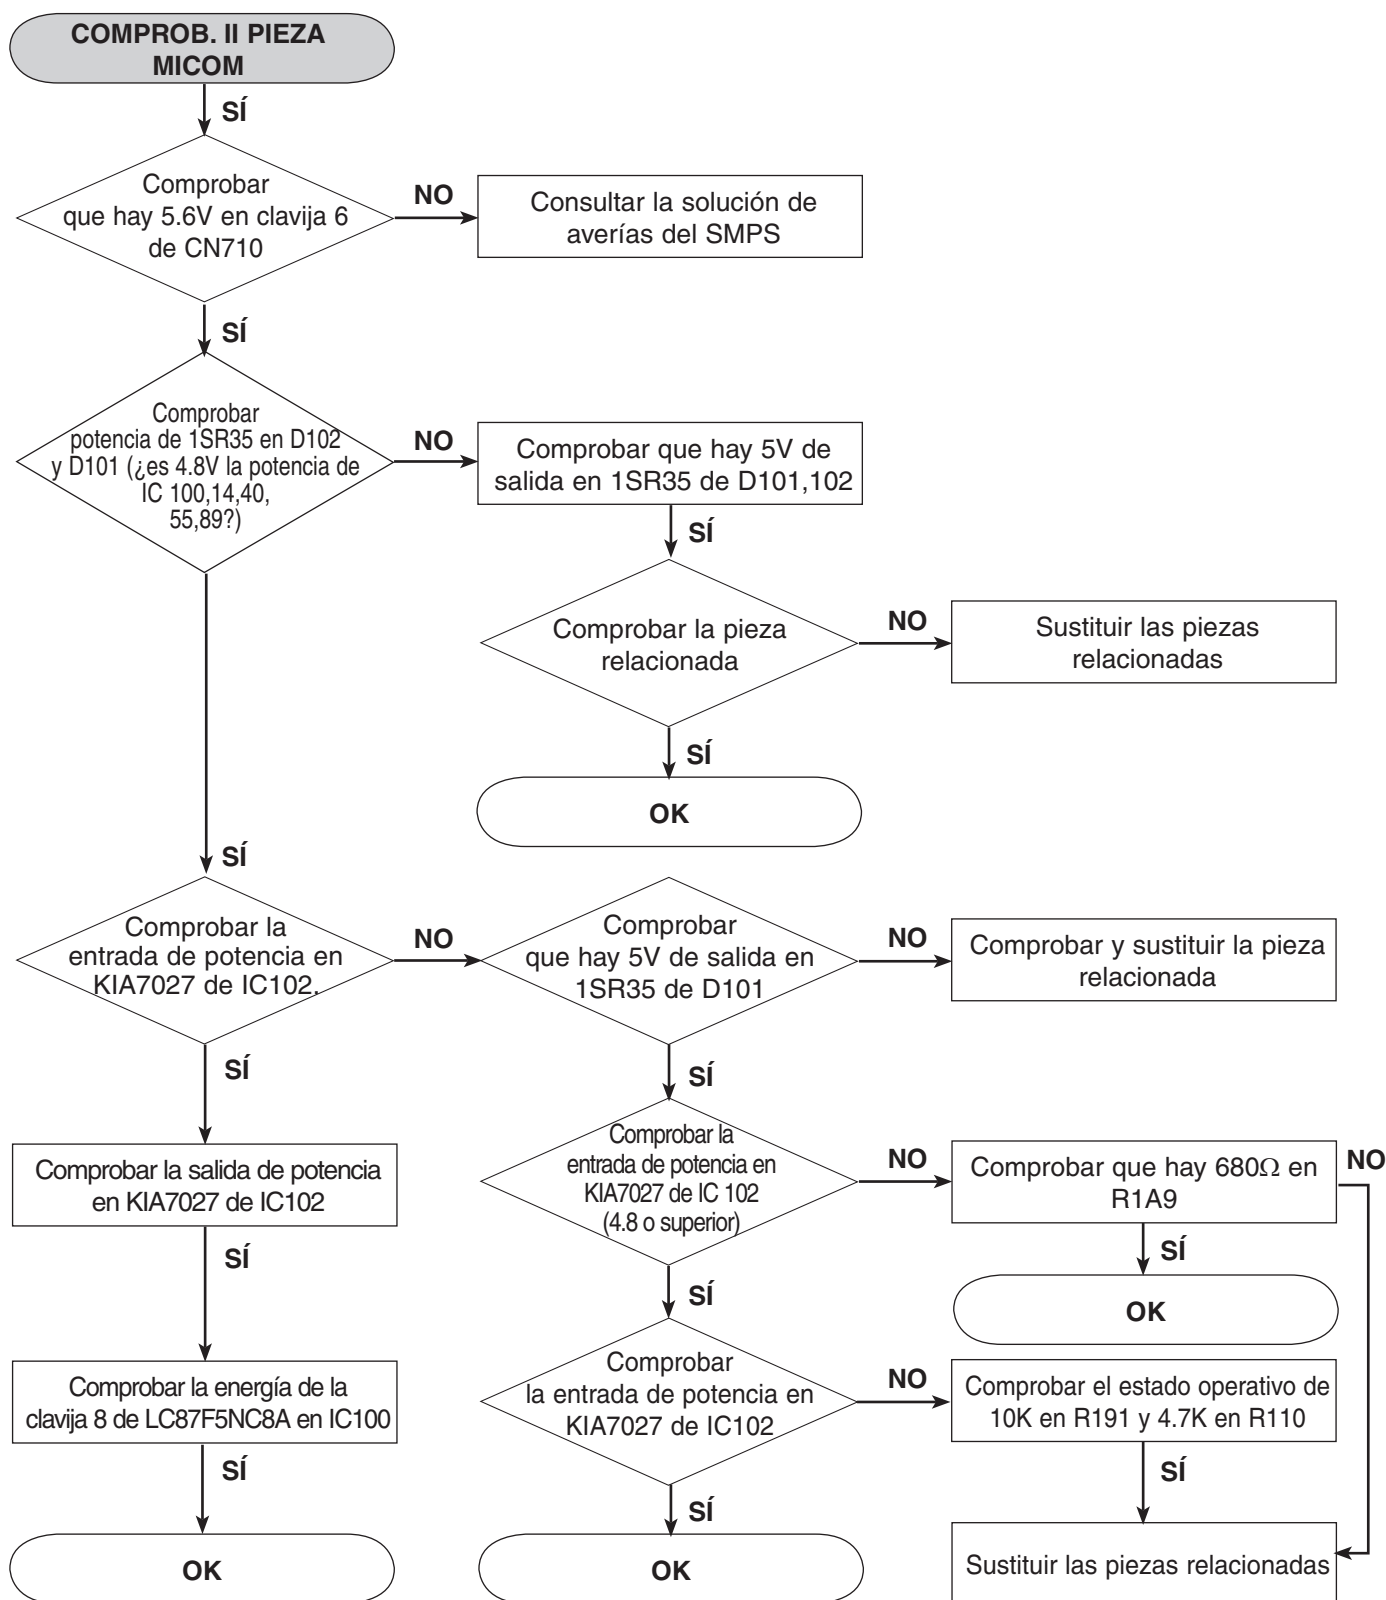 COMPROB. II PIEZA
MICOM
SÍ
Comprobar
que hay 5.6V en clavija 6
de CN710
NO
Consultar la solución de
averías del SMPS
SÍ
Comprobar
potencia de 1SR35 en D102
y D101 (¿es 4.8V la potencia de
IC 100,14,40,
55,89?)
NO
Comprobar que hay 5V de
salida en 1SR35 de D101,102
SÍ
Comprobar la pieza
relacionada
NO
Sustituir las piezas
relacionadas
SÍ
OK
SÍ
Comprobar la
entrada de potencia en
KIA7027 de IC102.
NO
Comprobar
que hay 5V de salida en
1SR35 de D101
NO
Comprobar y sustituir la pieza
relacionada
SÍ
SÍ
Comprobar la salida de potencia
en KIA7027 de IC102
Comprobar la
entrada de potencia en
KIA7027 de IC 102
(4.8 o superior)
NO
Comprobar que hay 680Ω en
R1A9
NO
SÍ
OK
SÍ
SÍ
Comprobar la energía de la
clavija 8 de LC87F5NC8A en IC100
Comprobar
la entrada de potencia en
KIA7027 de IC102
NO
Comprobar el estado operativo de
10K en R191 y 4.7K en R110
SÍ
SÍ
SÍ
OK
OK
Sustituir las piezas relacionadas